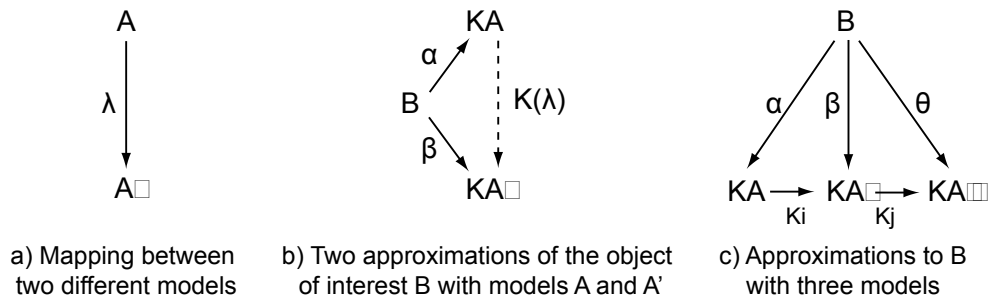 A
λ
A□
a) Mapping between
two different models
KA
α
B
K(λ)
β
KA□
b) Two approximations of the object
of interest B with models A and A’
B
α β θ
KA KA□ KA□□
Ki Kj
c) Approximations to B
with three models